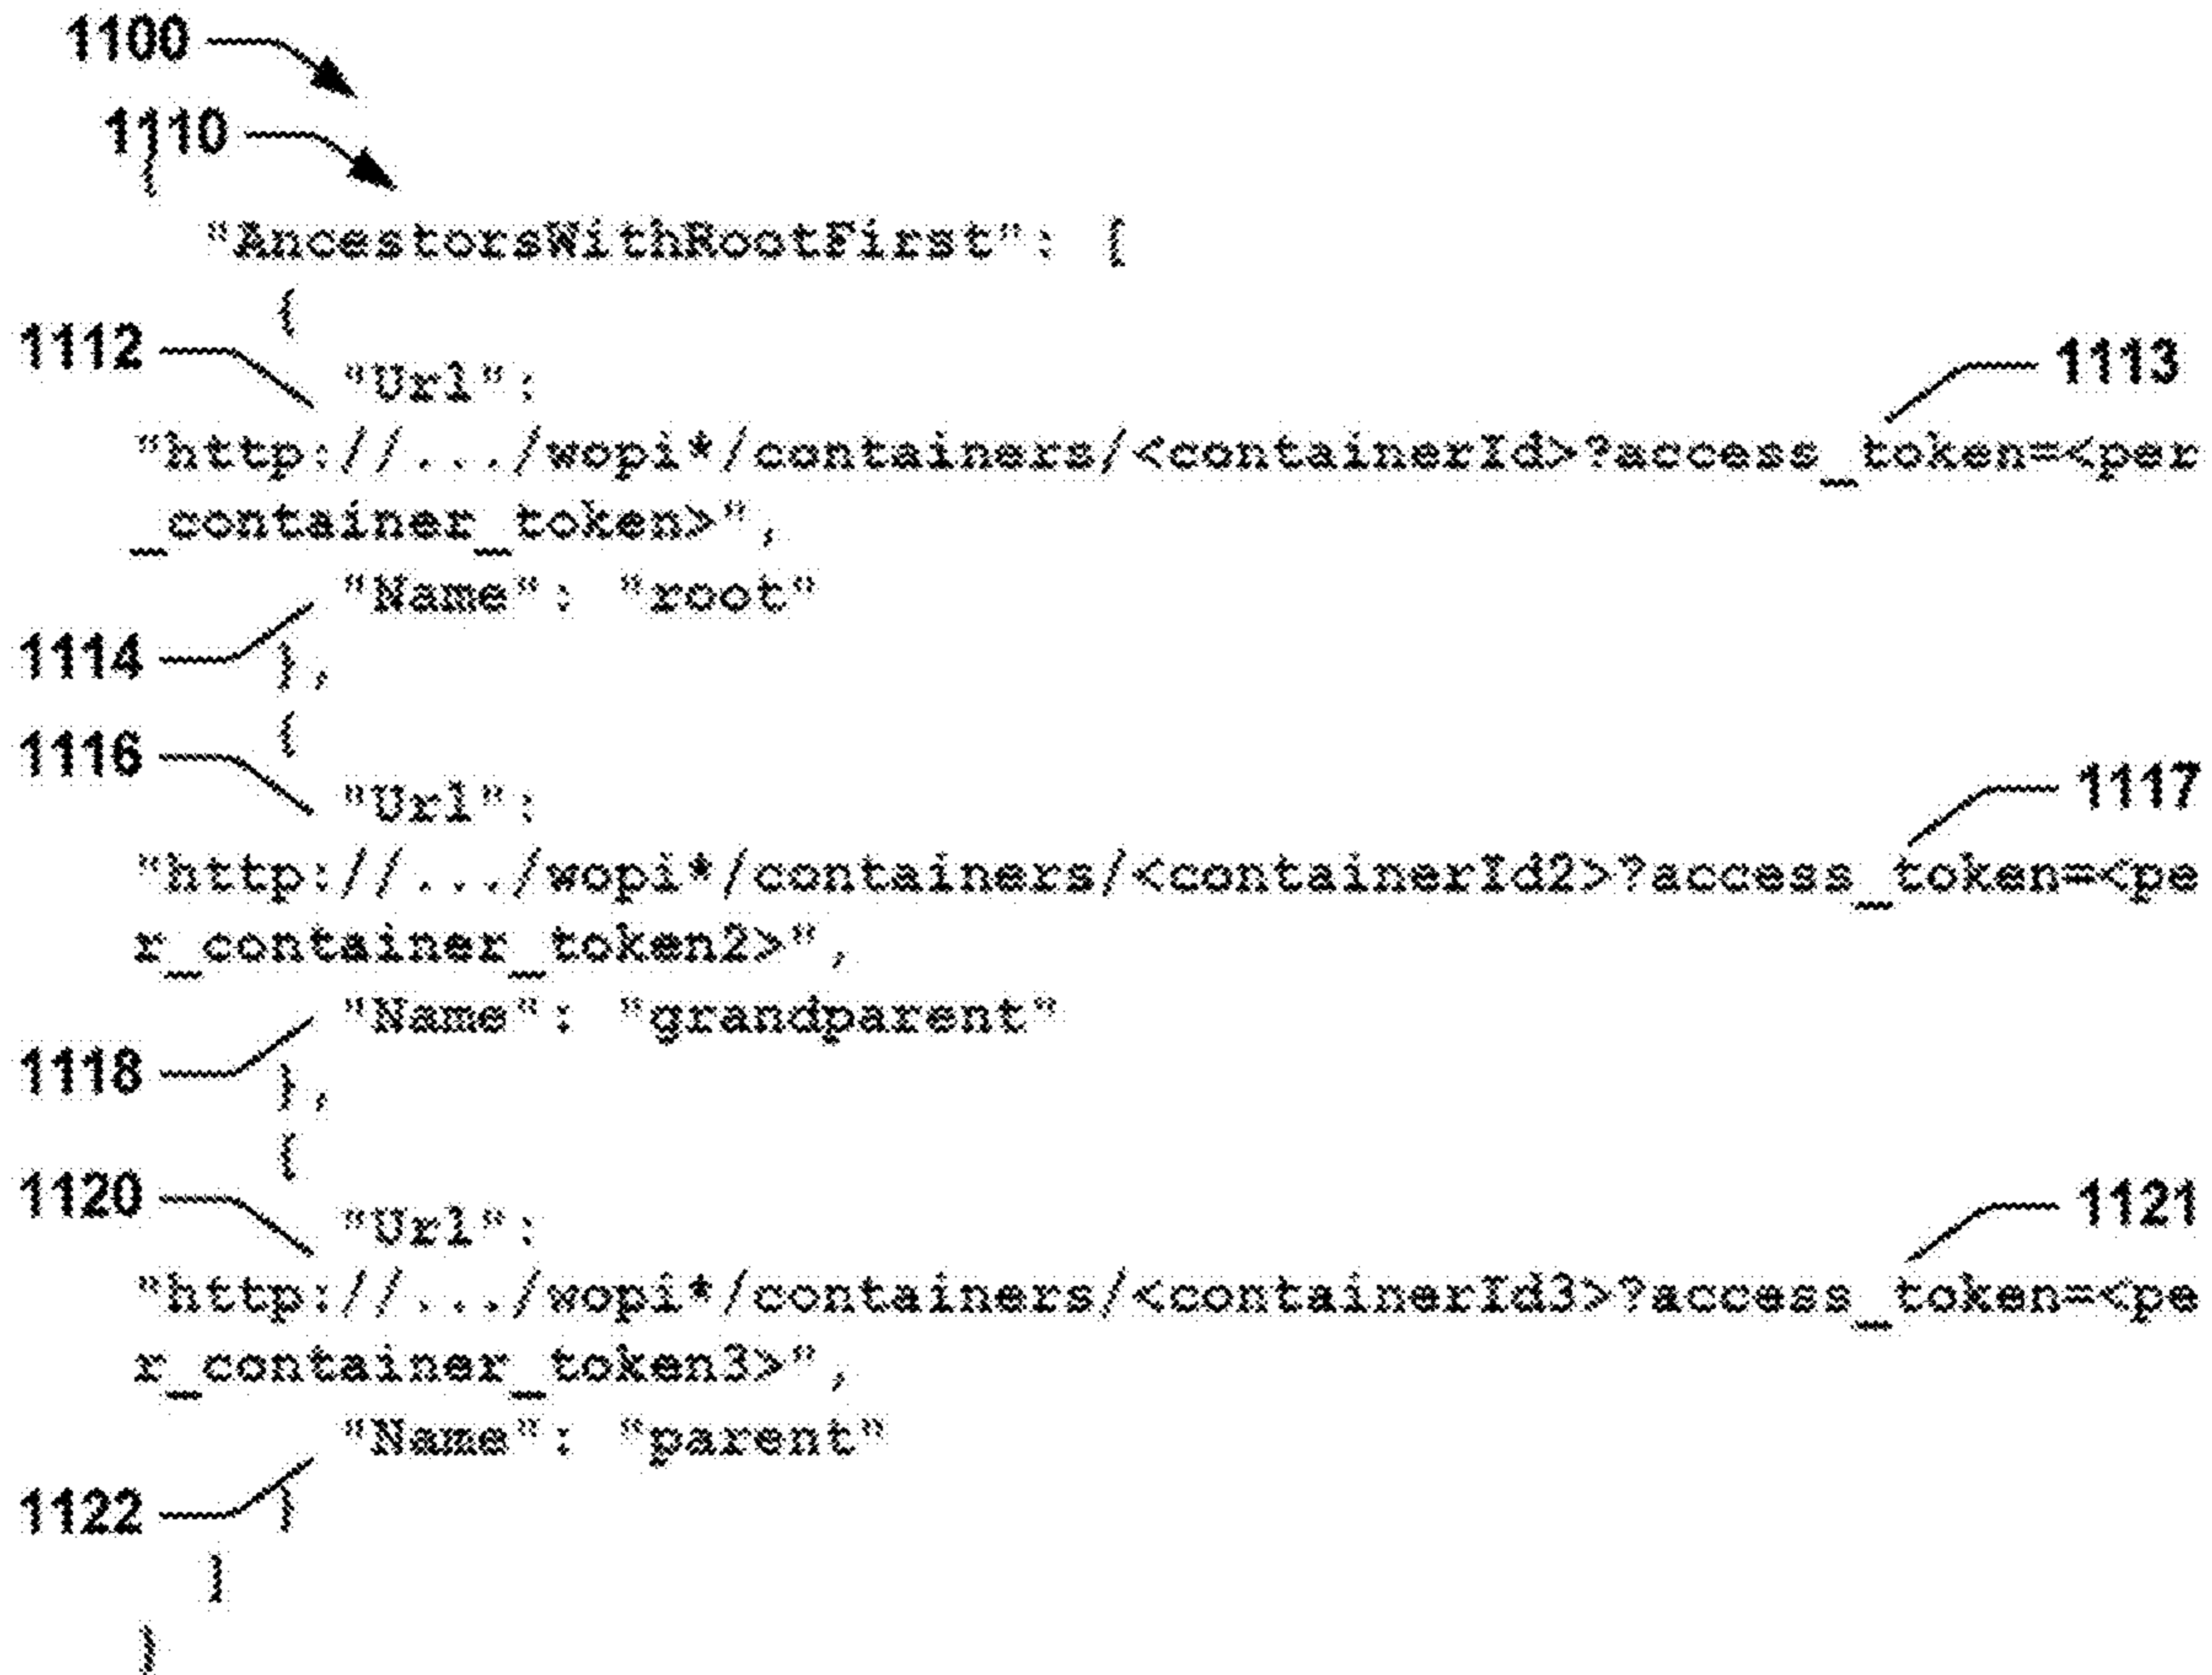 1100
1110
{
"AncestorsWithRootFirst": [
{
1112
"Url":
1113
"http://.../wopi*/containers/<containerId>?access_token=<per
_container_token>",
"Name": "root"
1114
},
{
1116
"Url":
1117
"http://.../wopi*/containers/<containerId2>?access_token=<pe
r_container_token2>",
"Name": "grandparent"
1118
},
{
1120
"Url":
1121
"http://.../wopi*/containers/<containerId3>?access_token=<pe
r_container_token3>",
"Name": "parent"
1122
}
]
}